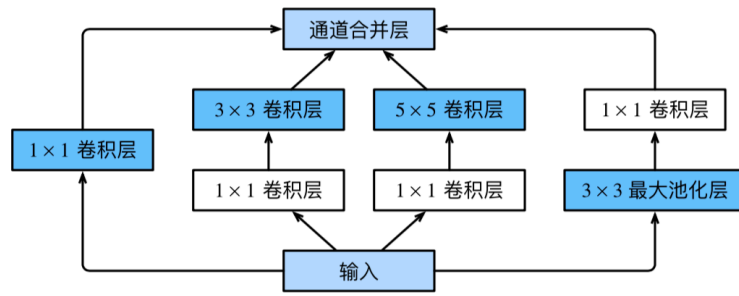 通道合并层
3 × 3 卷积层
5 × 5 卷积层
1 × 1 卷积层
1 × 1 卷积层
1 × 1 卷积层
1 × 1 卷积层
3 × 3 最大池化层
输入